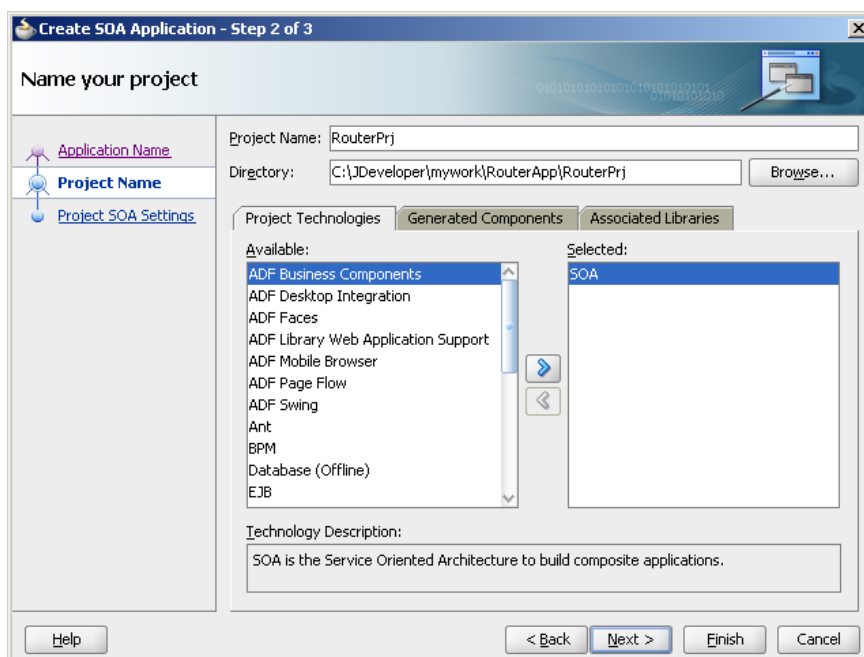 Create SOA Application - Step 2 of 3
Name your project
0101010101010101010101010101
01010101010
Application Name
Project Name
Project SOA Settings
Project Name: RouterPrj
Directory: C:\JDeveloper\mywork\RouterApp\RouterPrj Browse...
Project Technologies Generated Components Associated Libraries
Available: Selected:
ADF Business Components SOA
ADF Desktop Integration
ADF Faces
ADF Library Web Application Support
ADF Mobile Browser
ADF Page Flow
ADF Swing
Ant
BPM
Database (Offline)
EJB
Technology Description:
SOA is the Service Oriented Architecture to build composite applications.
Help < Back Next > Finish Cancel